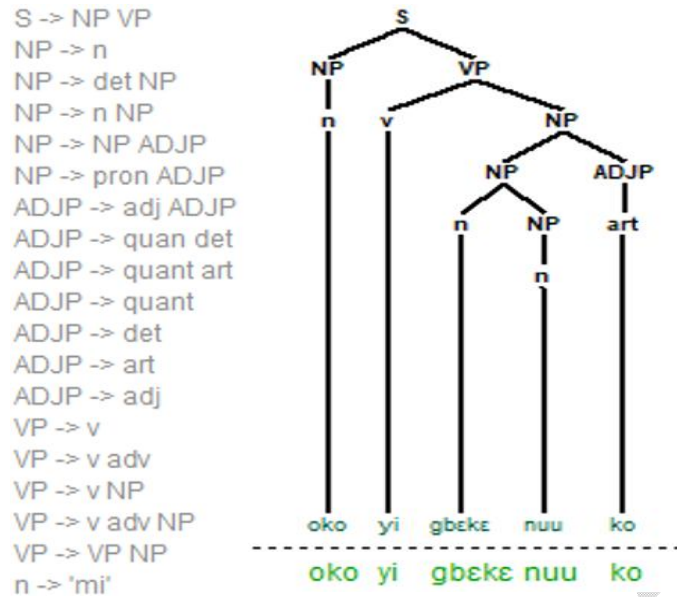 S -> NP VP
NP -> n
NP -> det NP
NP -> n NP
NP -> NP ADJP
NP -> pron ADJP
ADJP -> adj ADJP
ADJP -> quan det
ADJP -> quant art
ADJP -> quant
ADJP -> det
ADJP -> art
ADJP -> adj
VP -> v
VP -> v adv
VP -> v NP
VP -> v adv NP
VP -> VP NP
n -> 'mi'
S
NP VP
n v NP
NP ADJP
n NP art
n
oko yi gbɛkɛ nuu ko
oko yi gbɛkɛ nuu ko